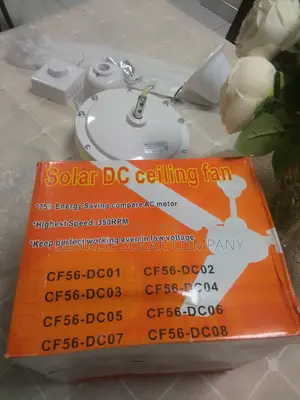 Solar DC ceiling fan
*75% Energy Saving compare AC motor
*Highest Speed:350RPM
*Keep perfect working even in low voltage
CF56-DC01 CF56-DC02
CF56-DC03 CF56-DC04
CF56-DC05 CF56-DC06
CF56-DC07 CF56-DC08